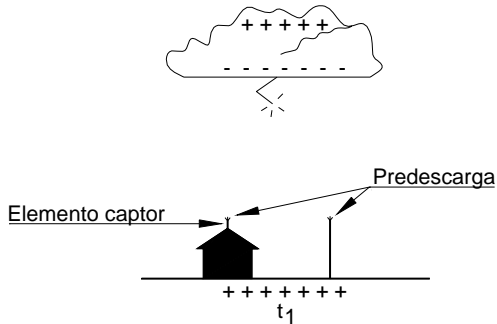 + + + + +
- - - - - - -
Predescarga
Elemento captor
+ + + + + + +
t1